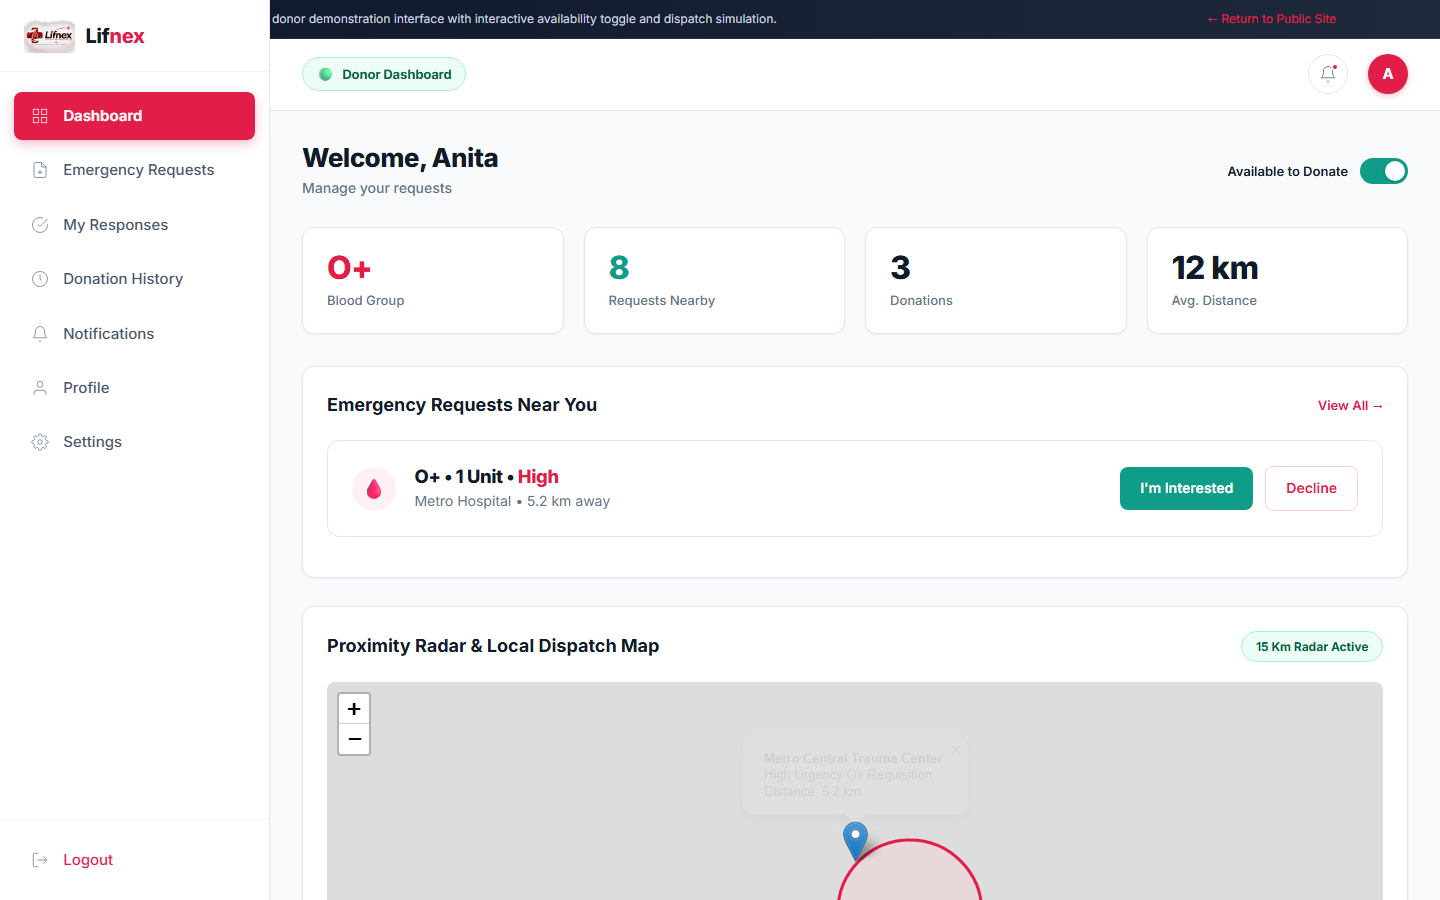 Lifnex
Lifnex
donor demonstration interface with interactive availability toggle and dispatch simulation.
← Return to Public Site
Donor Dashboard
A
Dashboard
Emergency Requests
My Responses
Donation History
Notifications
Profile
Settings
Logout
Welcome, Anita
Manage your requests
Available to Donate
O+
Blood Group
8
Requests Nearby
3
Donations
12 km
Avg. Distance
Emergency Requests Near You
View All →
O+ • 1 Unit • High
Metro Hospital • 5.2 km away
I'm Interested
Decline
Proximity Radar & Local Dispatch Map
15 Km Radar Active
+
−
Metro Central Trauma Center
×
High Urgency O+ Requisition
Distance: 5.2 km